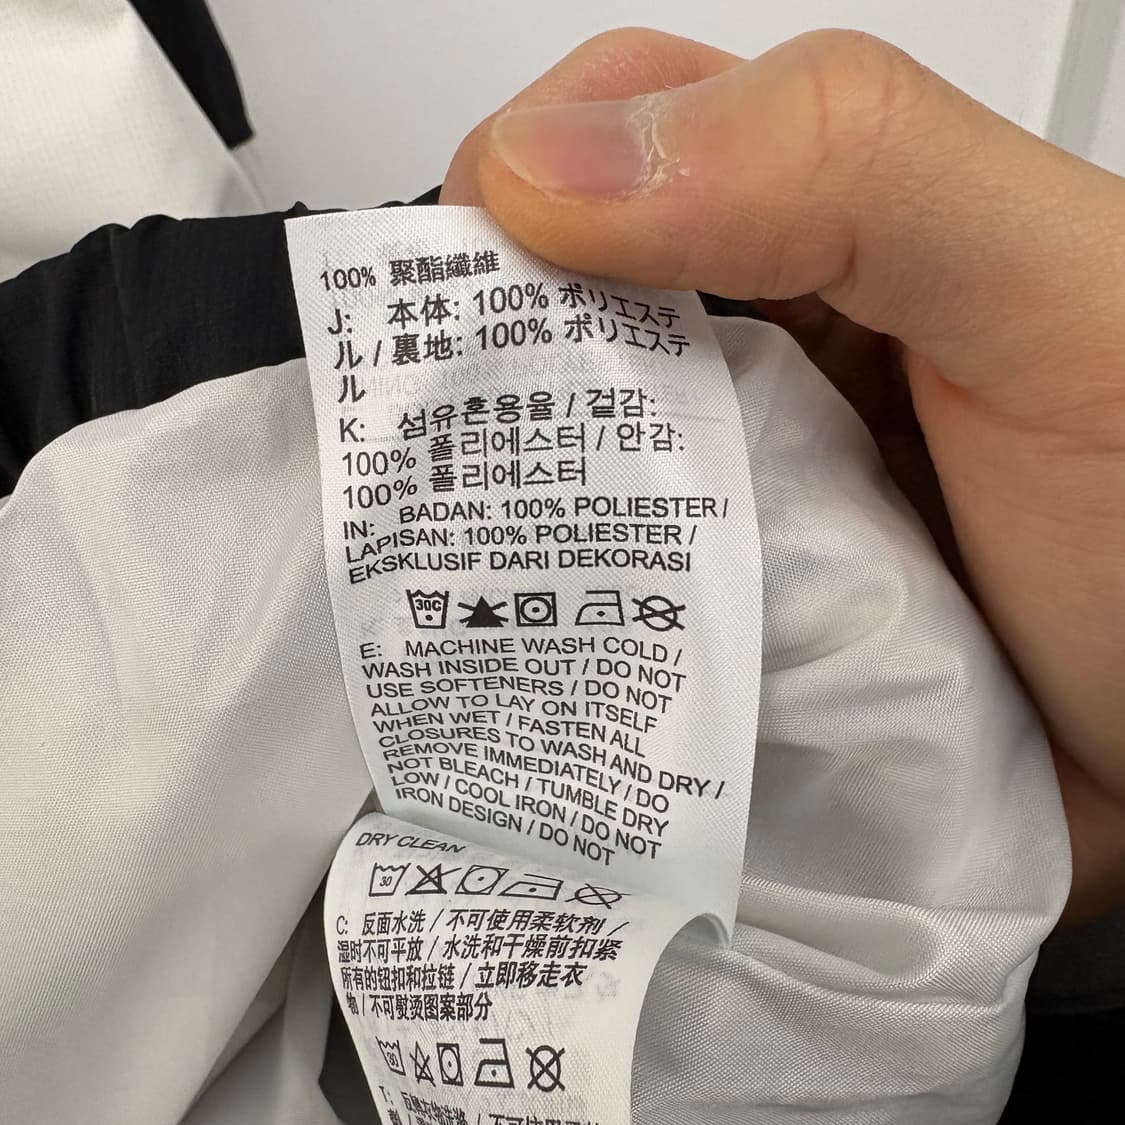 100% 聚酯纖維
J: 本体: 100% ポリエステ
ル / 裏地: 100% ポリエステ
ル
K: 섬유혼용율 / 겉감:
100% 폴리에스터 / 안감:
100% 폴리에스터
IN: BADAN: 100% POLIESTER /
LAPISAN: 100% POLIESTER /
EKSKLUSIF DARI DEKORASI
30C
E: MACHINE WASH COLD /
WASH INSIDE OUT / DO NOT
USE SOFTENERS / DO NOT
ALLOW TO LAY ON ITSELF
WHEN WET / FASTEN ALL
CLOSURES TO WASH AND DRY /
REMOVE IMMEDIATELY / DO
NOT BLEACH / TUMBLE DRY
LOW / COOL IRON / DO NOT
IRON DESIGN / DO NOT
DRY CLEAN
30
C: 反面水洗 / 不可使用柔软剂 /
湿时不可平放 / 水洗和干燥前扣紧
所有的钮扣和拉链 / 立即移走衣
物 / 不可熨烫图案部分
30